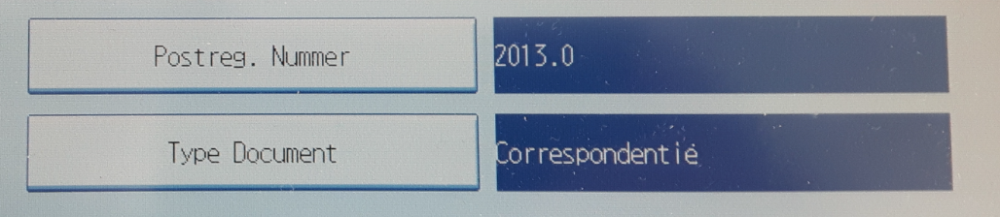 Postreg. Nummer 2013.0
Type Document Correspondentie